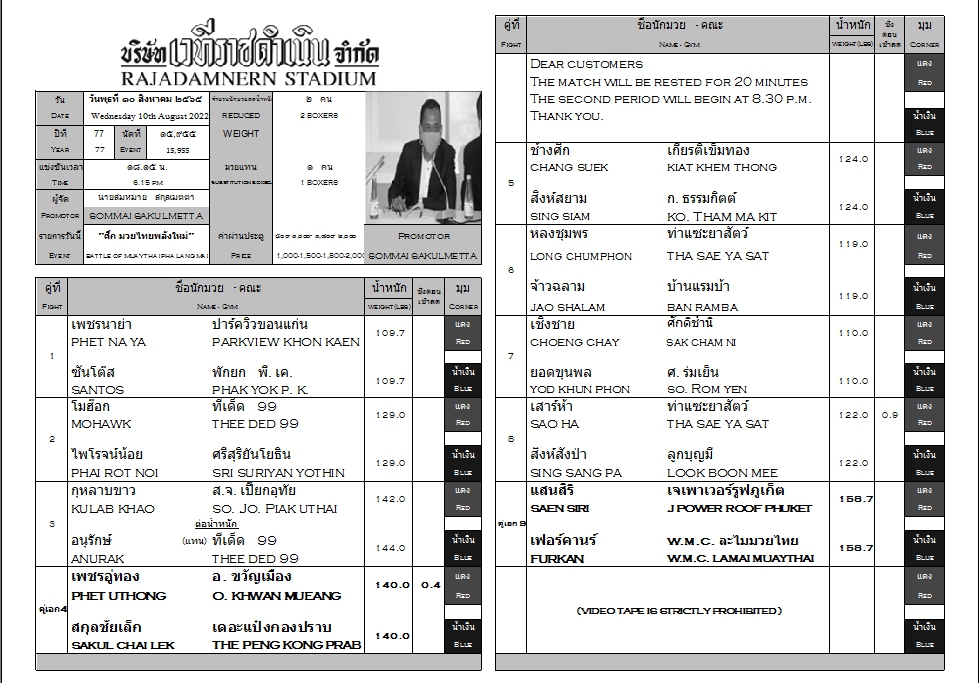 บริษัทเวทีราชดำเนินจำกัด
RAJADAMNERN STADIUM
วัน วันพุธที่ ๑๐ สิงหาคม ๒๕๖๕ ๒ คน
DATE Wednesday 10th August 2022 REDUCED 2 BOXERS
ปีที่ 77 นัดที่ ๑๕,๙๕๕ WEIGHT
YEAR 77 EVENT 15,955
แข่งขันเวลา ๑๘.๑๕ น. มวยแทน ๑ คน
TIME 6.15 PM SUBSTITUTION BOXER 1 BOXERS
ผู้จัด นายสมหมาย สกุลเมตตา
PROMOTOR SOMMAI SAKULMETTA
รายการวันนี้ "ศึก มวยไทยพลังใหม่" ค่าผ่านประตู PROMOTOR
EVENT BATTLE OF MUAYTHAI PHA LANG MAI PRICE 1,000-1,500-1,800-2,000 SOMMAI SAKULMETTA
คู่ที่ ชื่อนักมวย - คณะ น้ำหนัก ชั่งตอนเช้าลด มุม
FIGHT NAME - GYM WEIGHT(LBS) CORNER
เพชรนาย่า ปาร์ควิวขอนแก่น 109.7 แดง
PHET NA YA PARKVIEW KHON KAEN RED
1
ซันโต๊ส พักยก พี. เค. 109.7 น้ำเงิน
SANTOS PHAK YOK P. K. BLUE
โมฮ็อก ทีเด็ด 99 129.0 แดง
MOHAWK THEE DED 99 RED
2
ไพโรจน์น้อย ศรีสุริยันโยธิน 129.0 น้ำเงิน
PHAI ROT NOI SRI SURIYAN YOTHIN BLUE
กุหลาบขาว ส.จ. เปี๊ยกอุทัย 142.0 แดง
KULAB KHAO SO. JO. PIAK UTHAI RED
3 ต่อน้ำหนัก
อนุรักษ์ (แทน) ทีเด็ด 99 144.0 น้ำเงิน
ANURAK THEE DED 99 BLUE
เพชรอู่ทอง อ. ขวัญเมือง 140.0 0.4 แดง
PHET UTHONG O. KHWAN MUEANG RED
คู่เอก 4
สกุลชัยเล็ก เดอะแป๋งกองปราบ 140.0 น้ำเงิน
SAKUL CHAI LEK THE PENG KONG PRAB BLUE
คู่ที่ ชื่อนักมวย - คณะ น้ำหนัก ชั่งตอนเช้าลด มุม
FIGHT NAME - GYM WEIGHT(LBS) CORNER
DEAR CUSTOMERS แดง
THE MATCH WILL BE RESTED FOR 20 MINUTES RED
THE SECOND PERIOD WILL BEGIN AT 8.30 P.M.
THANK YOU. น้ำเงิน
BLUE
ช้างศึก เกียรติเข็มทอง 124.0 แดง
CHANG SUEK KIAT KHEM THONG RED
5
สิงห์สยาม ก. ธรรมกิตต์ 124.0 น้ำเงิน
SING SIAM KO. THAM MA KIT BLUE
หลงชุมพร ท่าแซะยาสัตว์ 119.0 แดง
LONG CHUMPHON THA SAE YA SAT RED
6
จ้าวฉลาม บ้านแรมบ้า 119.0 น้ำเงิน
JAO SHALAM BAN RAMBA BLUE
เชิงชาย ศักดิ์ชานิ 110.0 แดง
CHOENG CHAY SAK CHAM NI RED
7
ยอดขุนพล ศ. ร่มเย็น 110.0 น้ำเงิน
YOD KHUN PHON SO. ROM YEN BLUE
เสาร์ห้า ท่าแซะยาสัตว์ 122.0 0.9 แดง
SAO HA THA SAE YA SAT RED
8
สิงห์สั่งป่า ลูกบุญมี 122.0 น้ำเงิน
SING SANG PA LOOK BOON MEE BLUE
แสนสิริ เจเพาเวอร์รูฟภูเก็ต 158.7 แดง
SAEN SIRI J POWER ROOF PHUKET RED
คู่เอก 9
เฟอร์คานร์ W.M.C. ละไมมวยไทย 158.7 น้ำเงิน
FURKAN W.M.C. LAMAI MUAYTHAI BLUE
แดง
RED
(VIDEO TAPE IS STRICTLY PROHIBITED)
น้ำเงิน
BLUE